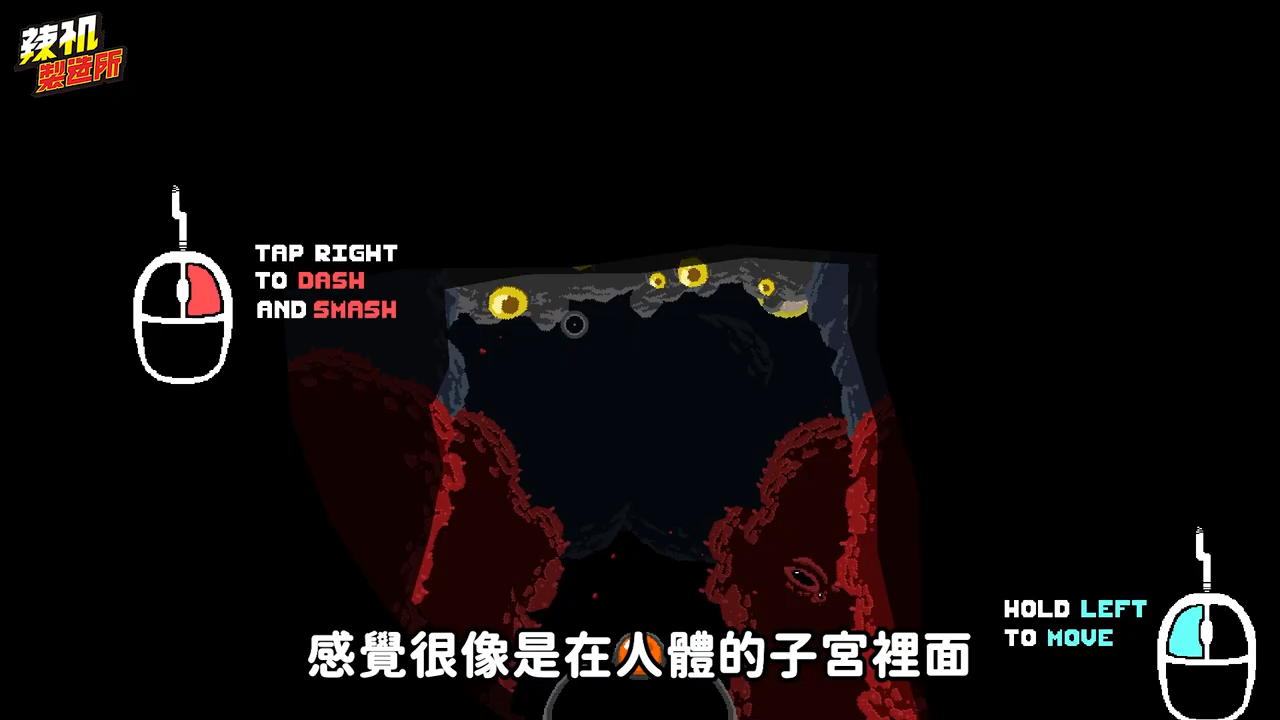 辣机
製造所
TAP RIGHT
TO DASH
AND SMASH
HOLD LEFT
TO MOVE
感覺很像是在人體的子宮裡面